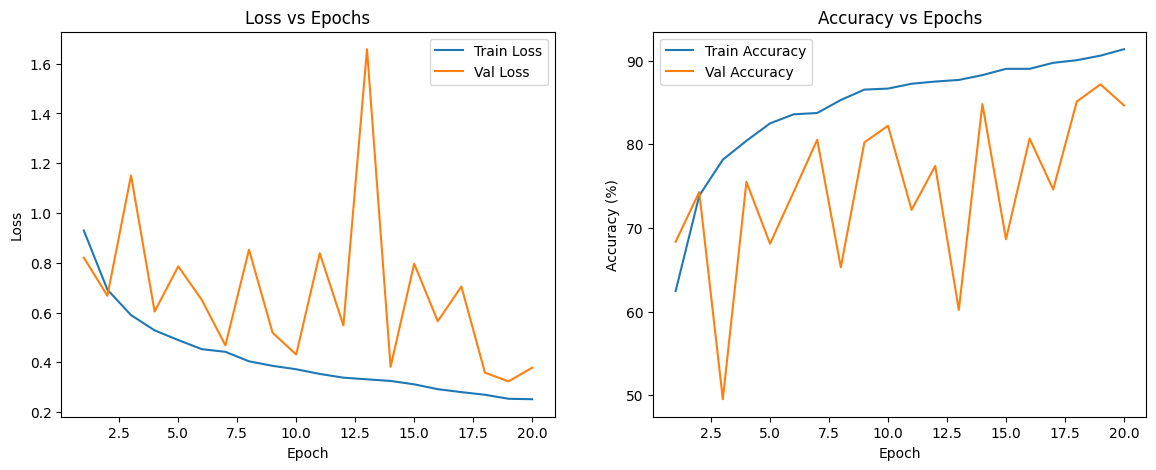 Loss vs Epochs
Train Loss
Val Loss
1.6
1.4
1.2
1.0
0.8
0.6
0.4
0.2
Loss
2.5 5.0 7.5 10.0 12.5 15.0 17.5 20.0
Epoch
Accuracy vs Epochs
Train Accuracy
Val Accuracy
90
80
70
60
50
Accuracy (%)
2.5 5.0 7.5 10.0 12.5 15.0 17.5 20.0
Epoch